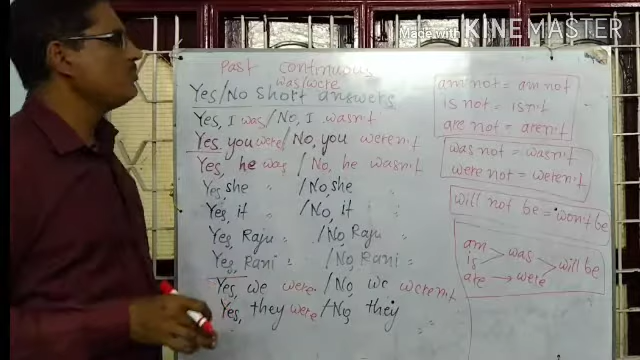 Made with KINEMASTER
Past continuous
was/were
Yes/No Short answers
Yes, I was/No, I wasn't
Yes you were/No, you weren't
Yes, he was /No, he wasn't
Yes, she " /No, she "
Yes, it " /No, it "
Yes, Raju " /No, Raju "
Yes, Rani " /No, Rani "
Yes, we were /No, we weren't
Yes, they were /No, they "
am not = am not
is not = isn't
are not = aren't
was not = wasn't
were not = weren't
will not be = won't be
am
is > was > will be
are → were